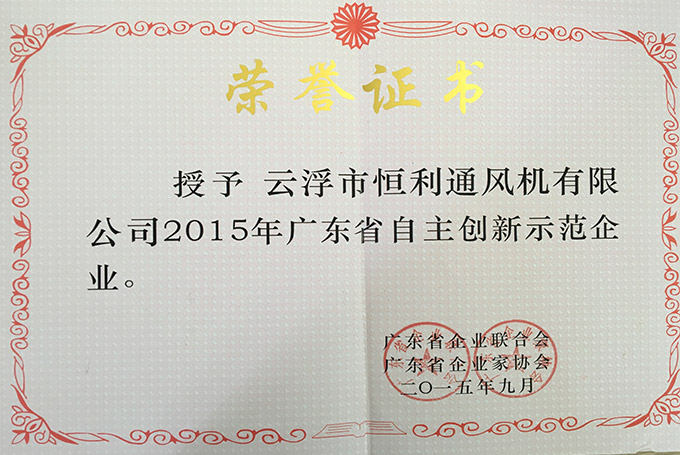 荣誉证书
授予 云浮市恒利通风机有限
公司2015年广东省自主创新示范企
业。
广东省企业联合会
广东省企业家协会
二〇一五年九月